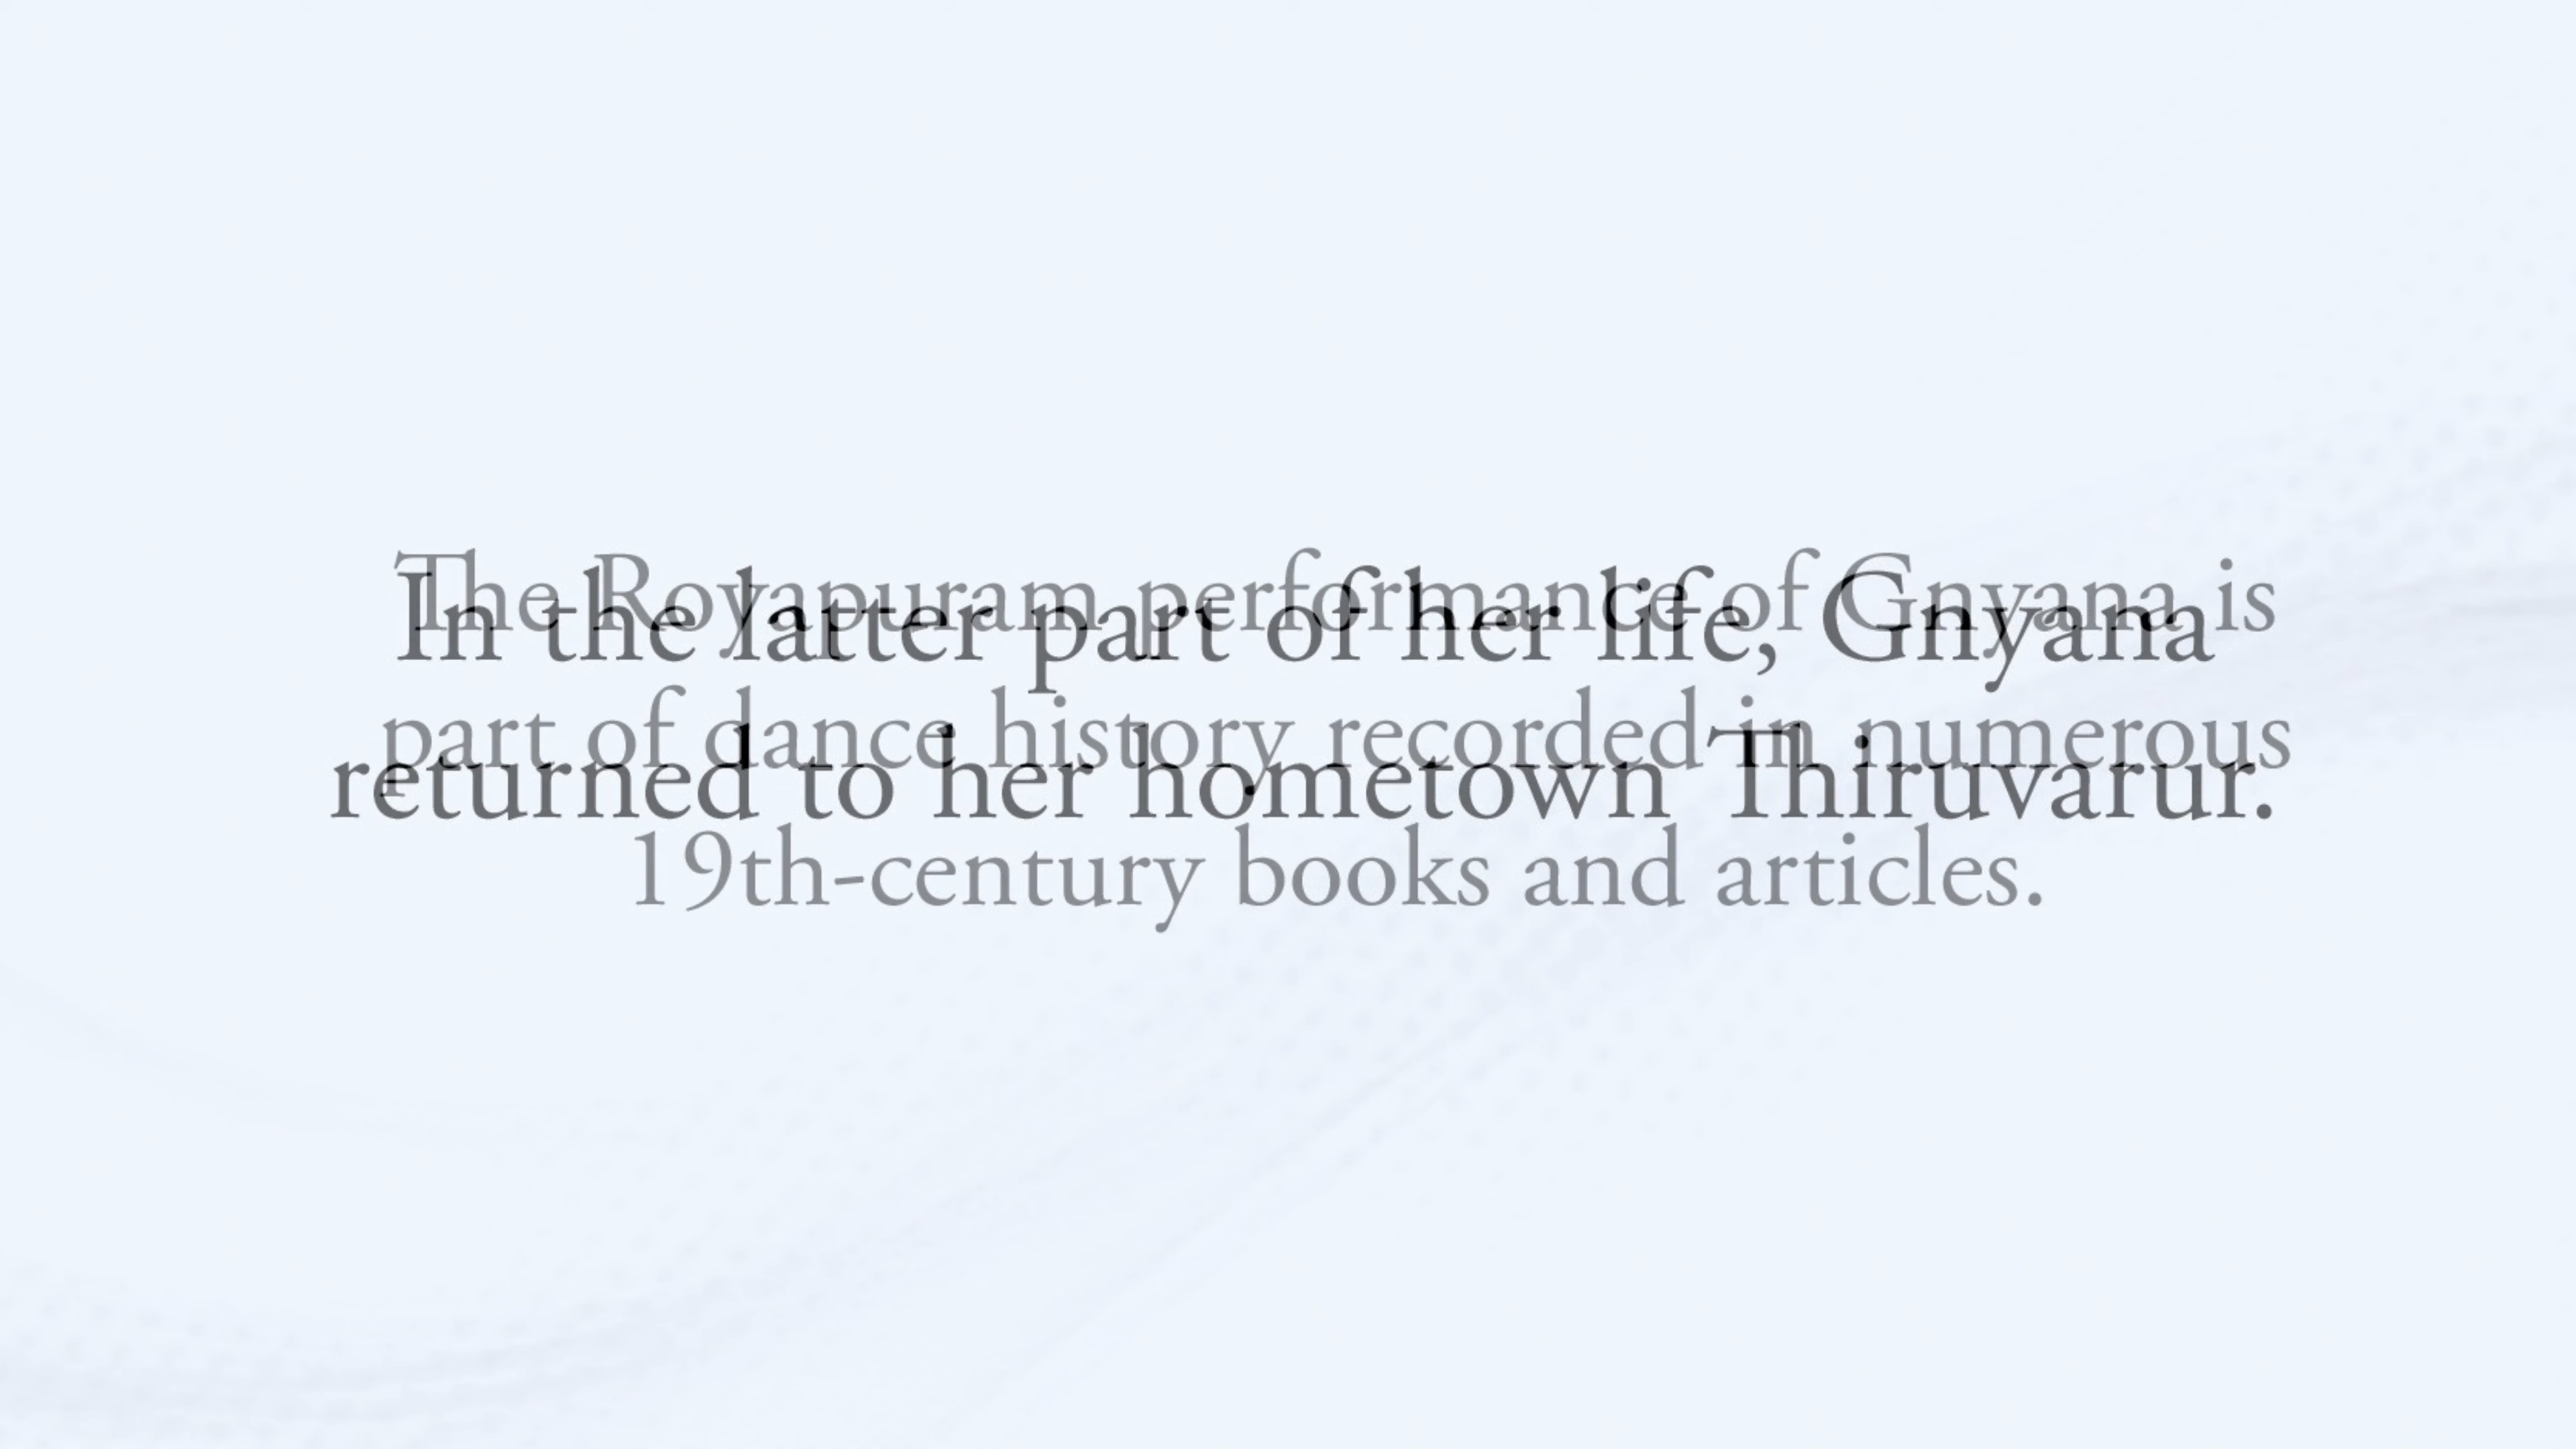 The Royapuram performance of Gnyana is
part of dance history recorded in numerous
19th-century books and articles.
In the latter part of her life, Gnyana
returned to her hometown Thiruvarur.